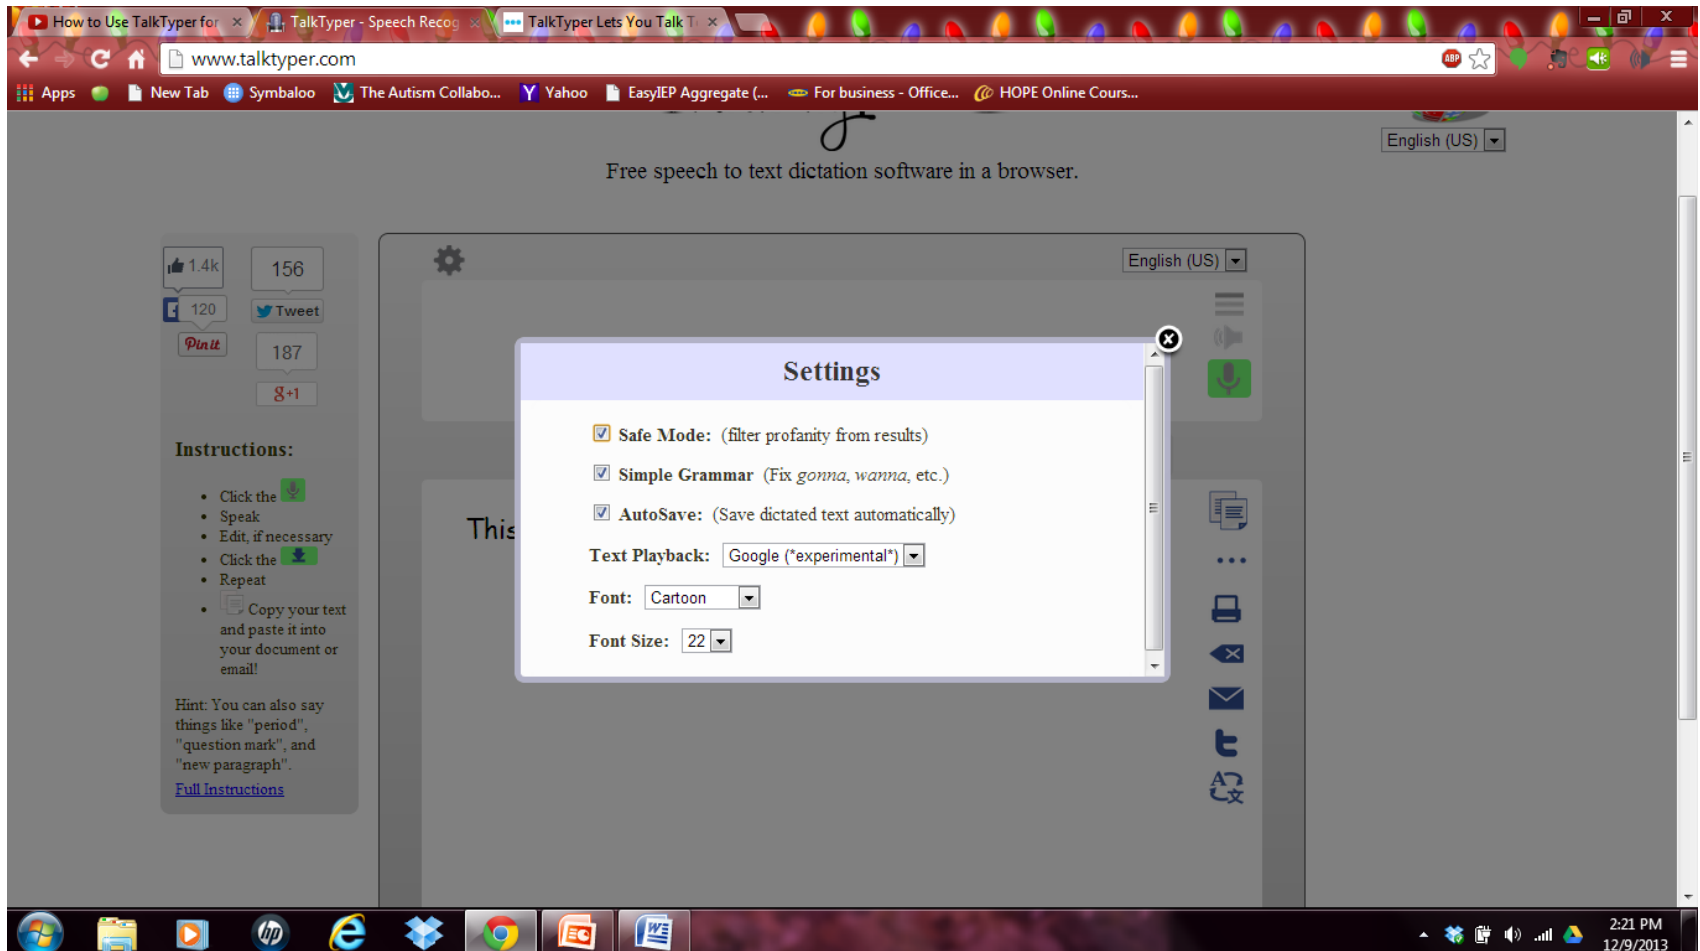 How to Use TalkTyper for
TalkTyper - Speech Recog
TalkTyper Lets You Talk T
www.talktyper.com
ABP
Apps
New Tab
Symbaloo
The Autism Collabo...
Yahoo
EasyIEP Aggregate (...
For business - Office...
HOPE Online Cours...
English (US)
Free speech to text dictation software in a browser.
1.4k
156
120
Tweet
Pinit
187
g+1
English (US)
Instructions:
Click the
Speak
Edit, if necessary
Click the
Repeat
Copy your text
and paste it into
your document or
email!
Hint: You can also say
things like "period",
"question mark", and
"new paragraph".
Full Instructions
This
Settings
Safe Mode: (filter profanity from results)
Simple Grammar (Fix gonna, wanna, etc.)
AutoSave: (Save dictated text automatically)
Text Playback: Google (*experimental*)
Font: Cartoon
Font Size: 22
hp
2:21 PM
12/9/2013